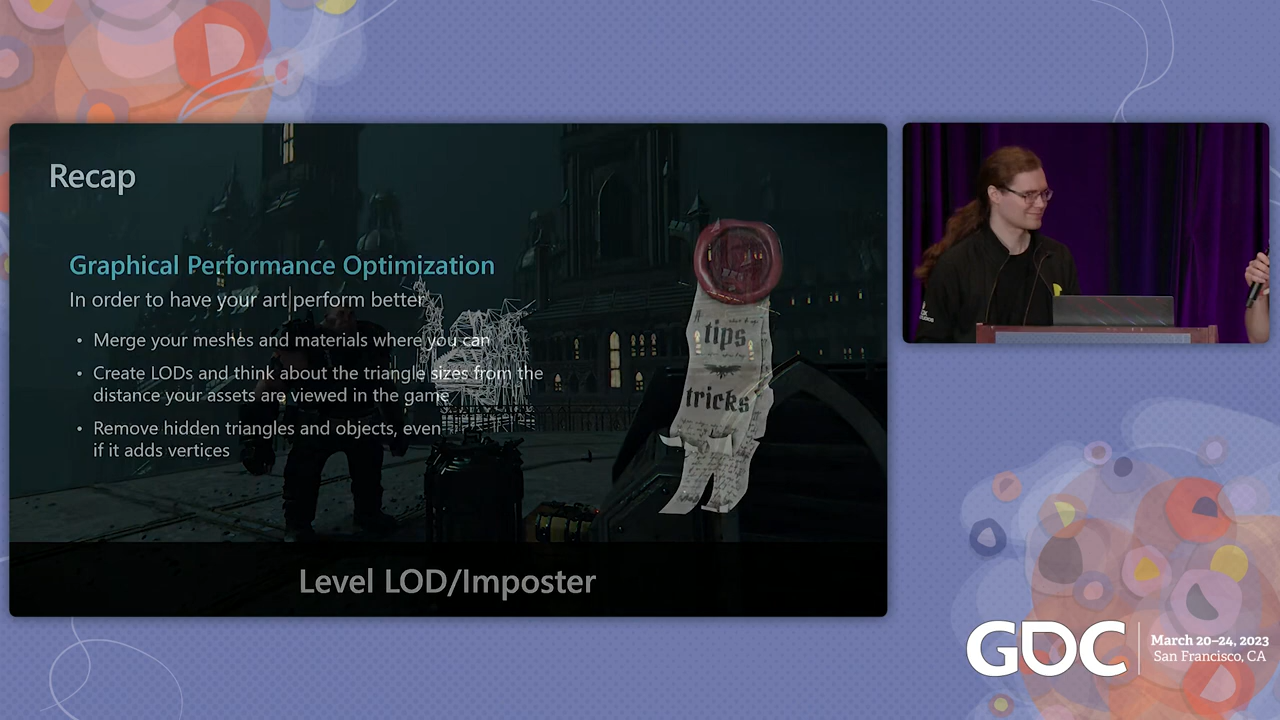 Recap
Graphical Performance Optimization
In order to have your art perform better
• Merge your meshes and materials where you can
• Create LODs and think about the triangle sizes from the
distance your assets are viewed in the game
• Remove hidden triangles and objects, even
if it adds vertices
tips
tricks
Level LOD/Imposter
GDC
March 20–24, 2023
San Francisco, CA